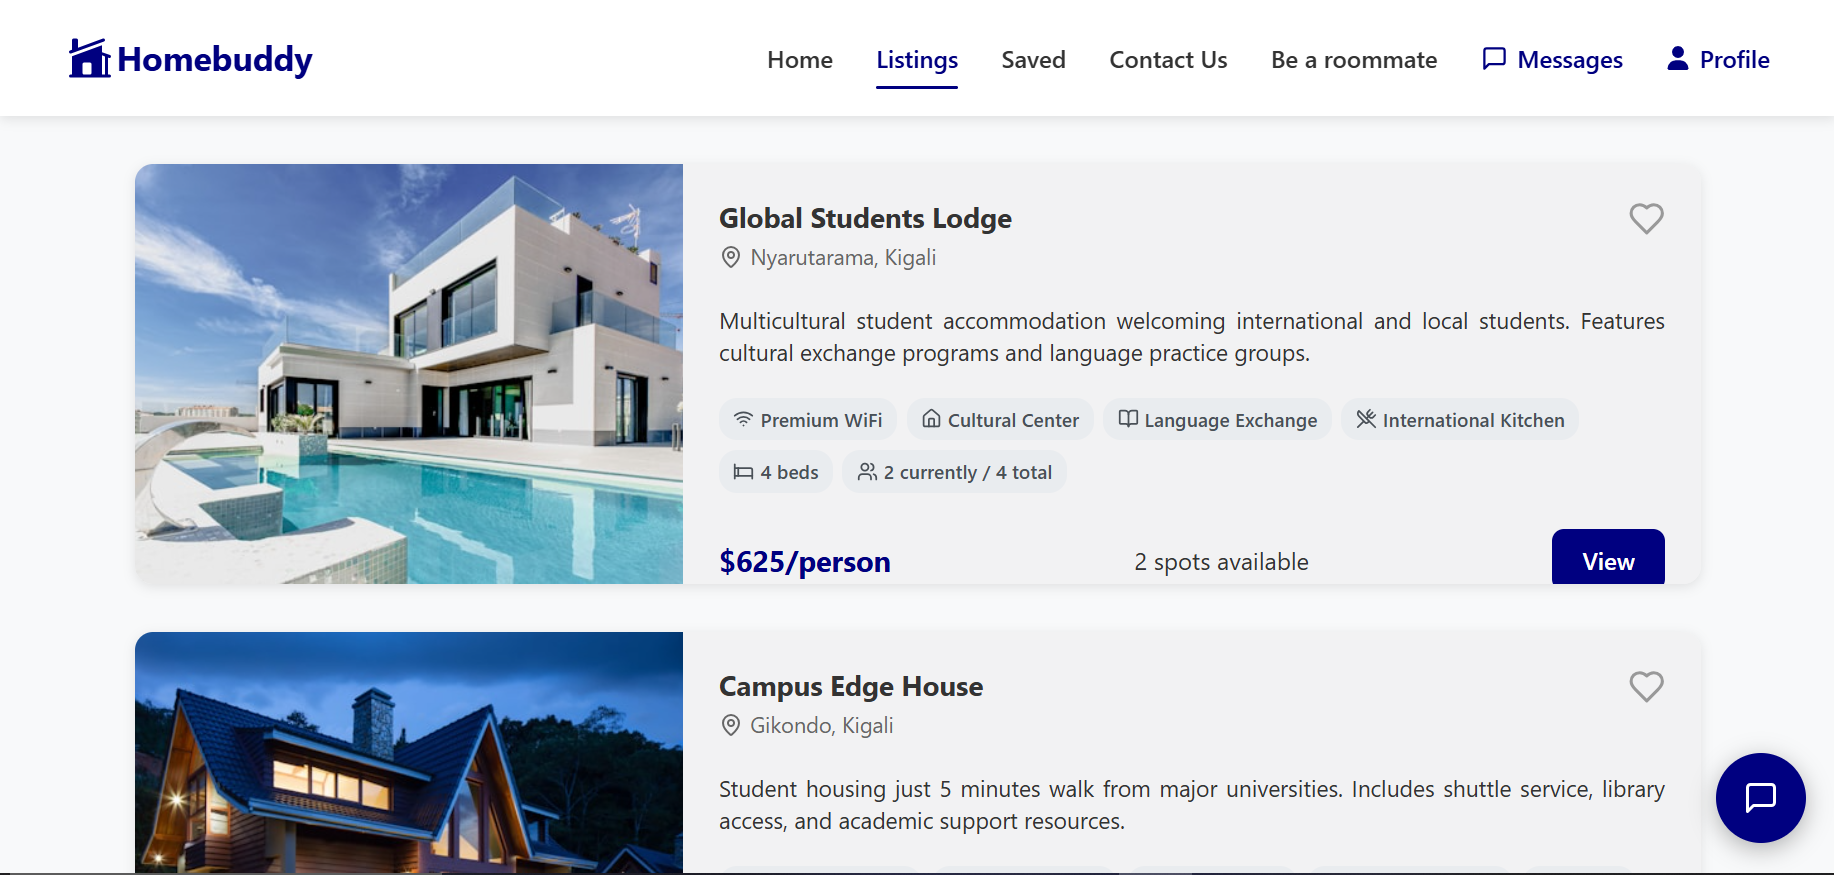 Homebuddy
Home Listings Saved Contact Us Be a roommate Messages Profile
Global Students Lodge
Nyarutarama, Kigali
Multicultural student accommodation welcoming international and local students. Features
cultural exchange programs and language practice groups.
Premium WiFi Cultural Center Language Exchange International Kitchen
4 beds 2 currently / 4 total
$625/person 2 spots available View
Campus Edge House
Gikondo, Kigali
Student housing just 5 minutes walk from major universities. Includes shuttle service, library
access, and academic support resources.